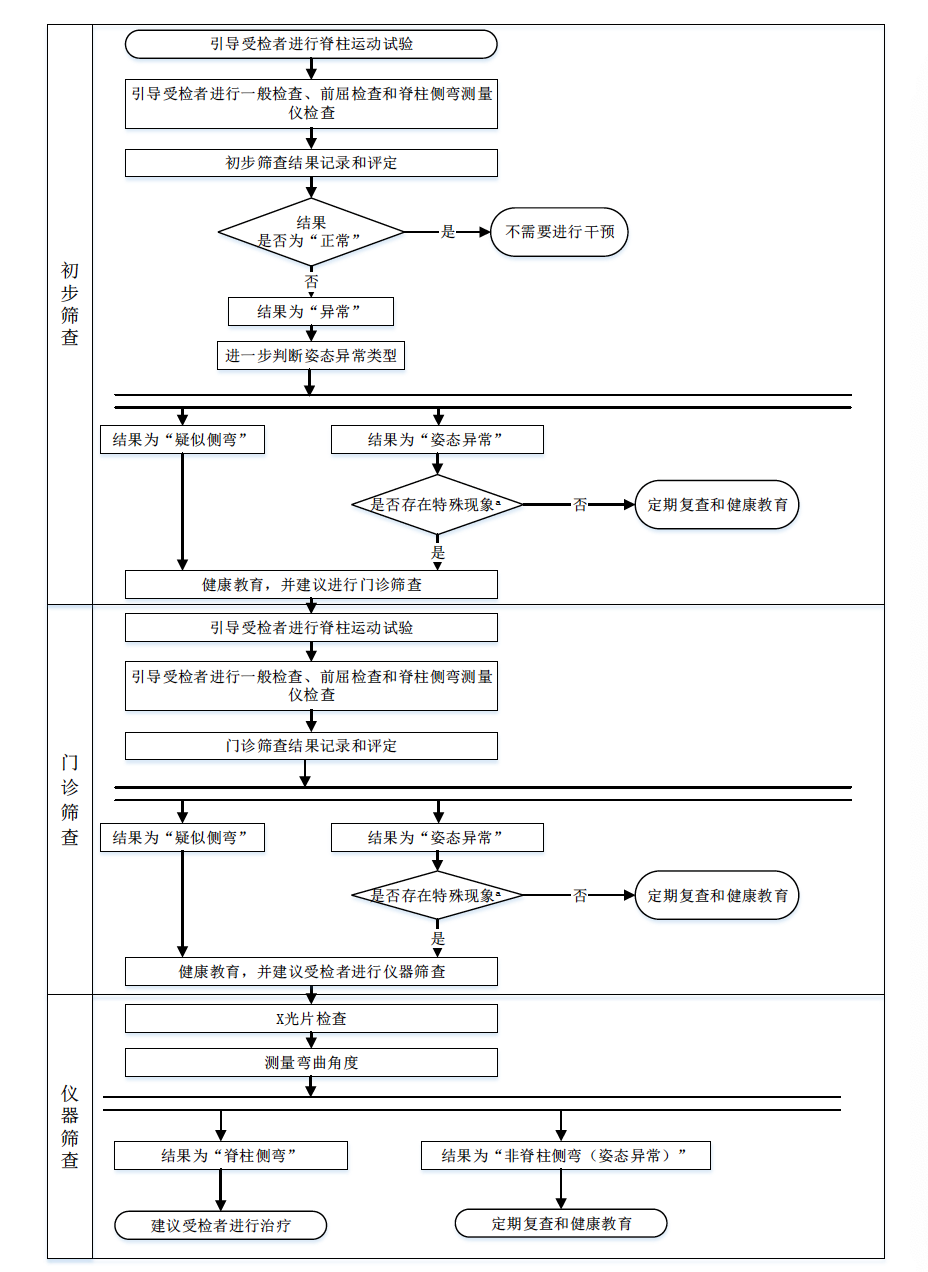 初步筛查
引导受检者进行脊柱运动试验
引导受检者进行一般检查、前屈检查和脊柱侧弯测量
仪检查
初步筛查结果记录和评定
结果
是否为“正常”
是
不需要进行干预
否
结果为“异常”
进一步判断姿态异常类型
结果为“疑似侧弯”
结果为“姿态异常”
是否存在特殊现象ᵃ
否
定期复查和健康教育
是
健康教育，并建议进行门诊筛查
门诊筛查
引导受检者进行脊柱运动试验
引导受检者进行一般检查、前屈检查和脊柱侧弯测量
仪检查
门诊筛查结果记录和评定
结果为“疑似侧弯”
结果为“姿态异常”
是否存在特殊现象ᵃ
否
定期复查和健康教育
是
健康教育，并建议受检者进行仪器筛查
仪器筛查
X光片检查
测量弯曲角度
结果为“脊柱侧弯”
结果为“非脊柱侧弯（姿态异常）”
建议受检者进行治疗
定期复查和健康教育